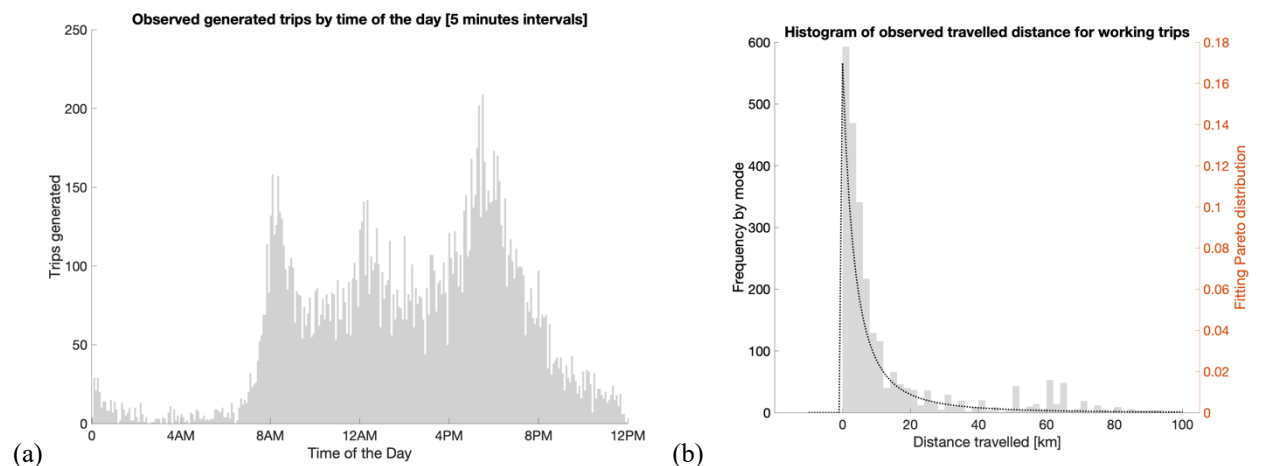 Observed generated trips by time of the day [5 minutes intervals]
250
200
150
100
50
0
Trips generated
0 4AM 8AM 12AM 4PM 8PM 12PM
Time of the Day
(a)
Histogram of observed travelled distance for working trips
600
500
400
300
200
100
0
Frequency by mode
0.18
0.16
0.14
0.12
0.1
0.08
0.06
0.04
0.02
0
Fitting Pareto distribution
0 20 40 60 80 100
Distance travelled [km]
(b)